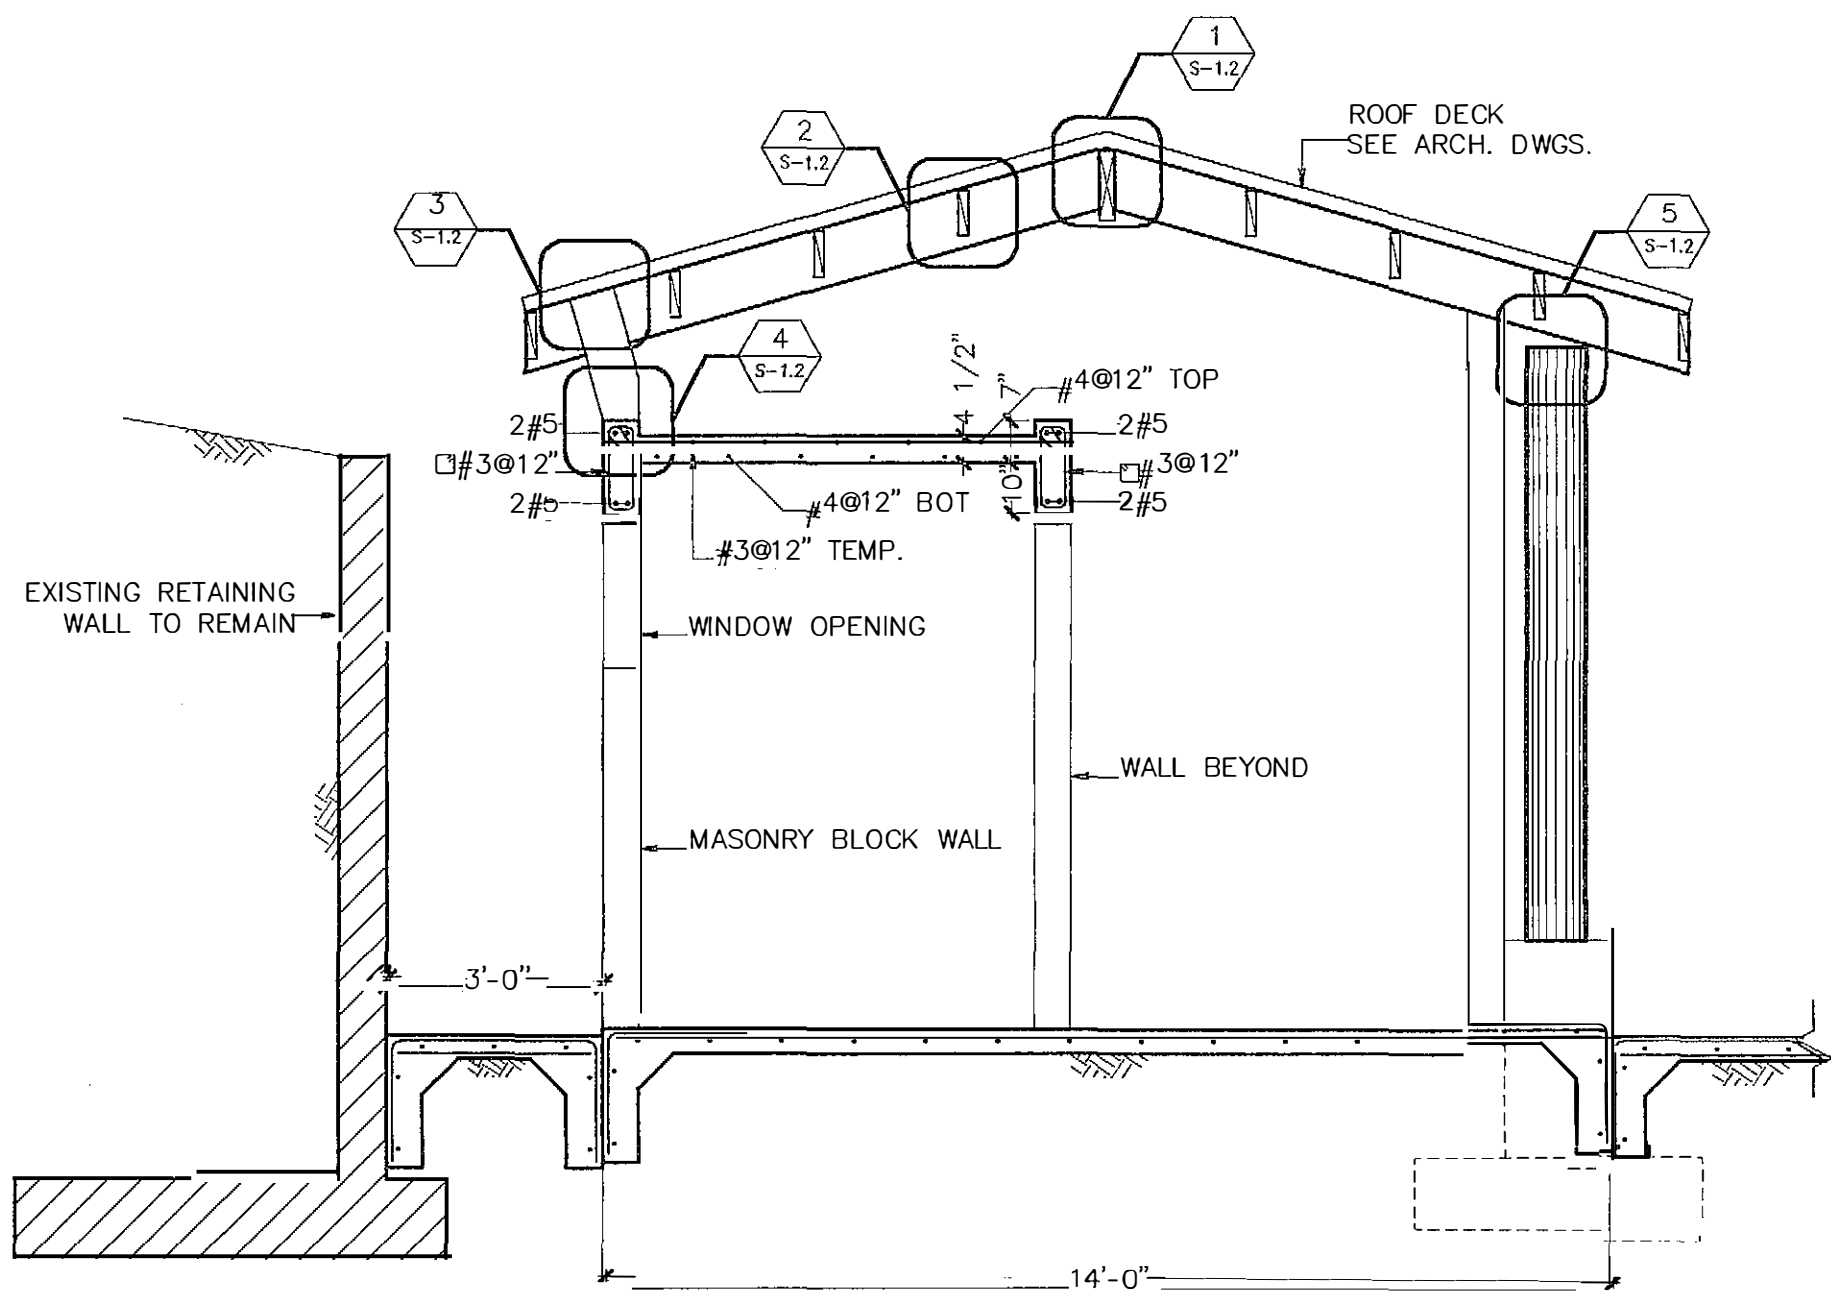 1
S-1.2
ROOF DECK
SEE ARCH. DWGS.
2
S-1.2
3
S-1.2
5
S-1.2
4
S-1.2
4 1/2"
7"
#4@12" TOP
2#5
2#5
#3@12"
#3@12"
10"
2#5
#4@12" BOT
2#5
#3@12" TEMP.
EXISTING RETAINING
WALL TO REMAIN
WINDOW OPENING
WALL BEYOND
MASONRY BLOCK WALL
3'-0"
14'-0"